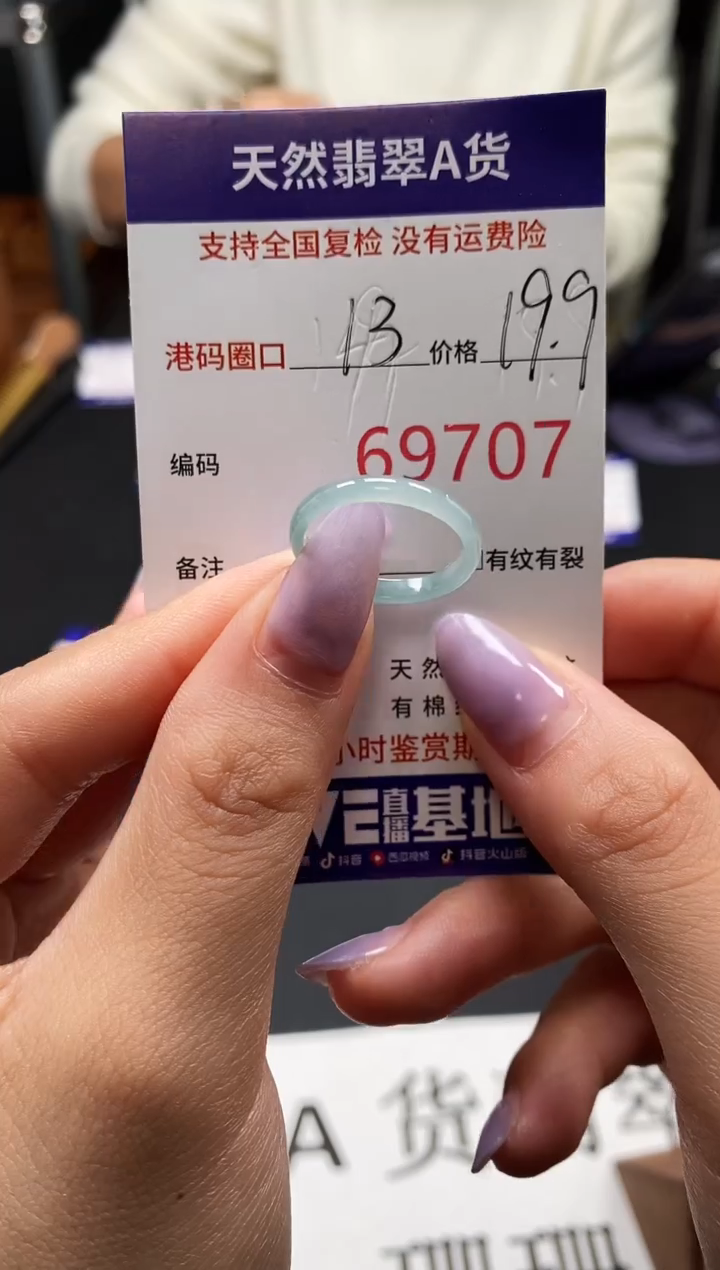 天然翡翠A货
支持全国复检 没有运费险
港码圈口 13 价格 19.9
编码 69707
备注 有纹有裂
天然
有棉
小时鉴赏期
VE直播基地
抖音 西瓜视频 抖音火山版
A 货